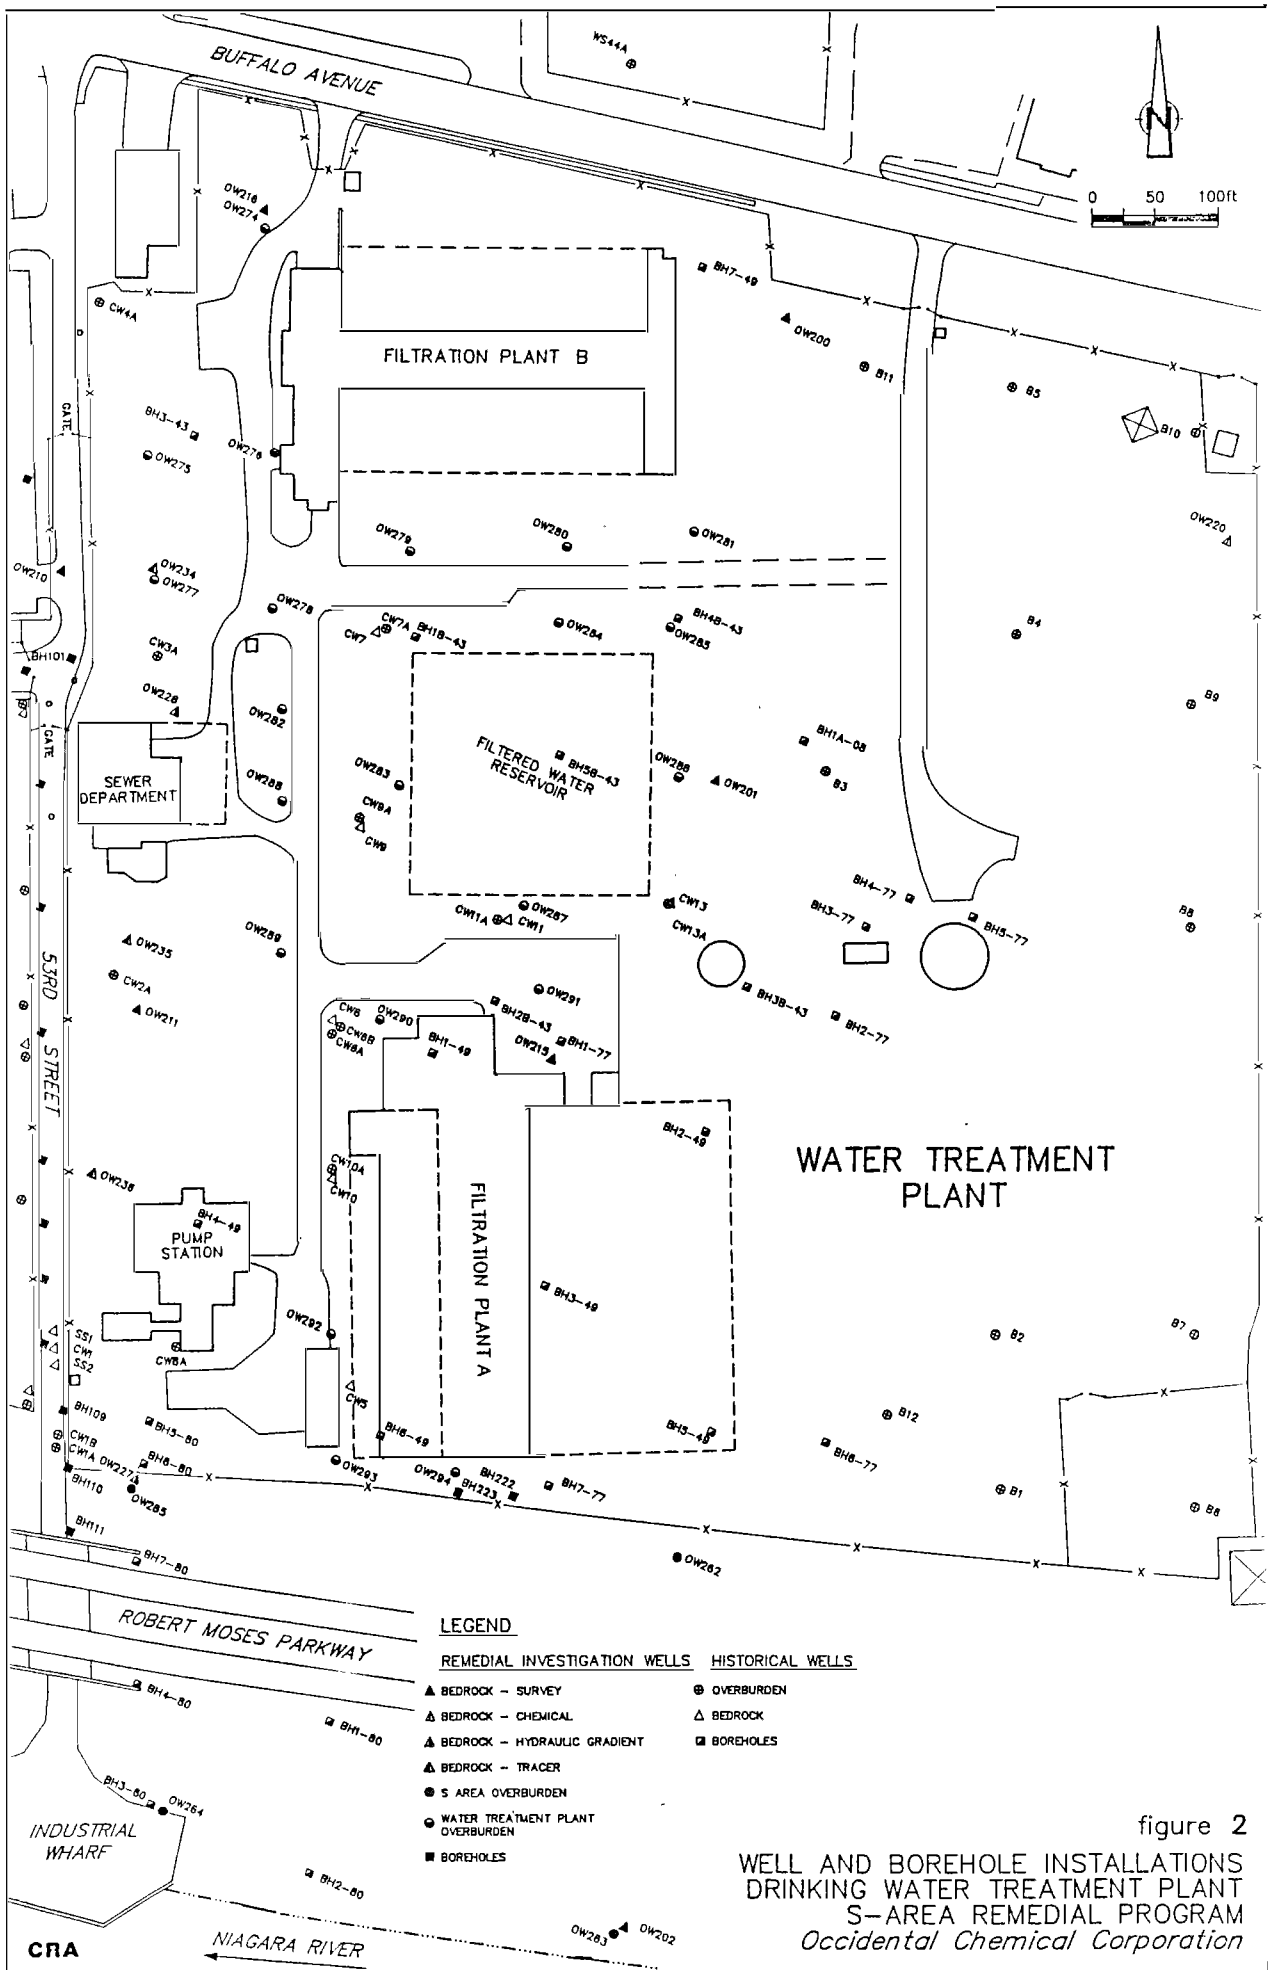 BUFFALO AVENUE
WS44A
N
0 50 100ft
OW216
OW274
BH7-49
CW4A
OW200
FILTRATION PLANT B
B11
B5
GATE
BH3-43
B10
OW275
OW276
OW220
OW279
OW280
OW281
OW210
OW234
OW277
OW278
CW7A
CW7
BH1B-43
OW284
BH4B-43
OW285
B4
BH101
CW3A
OW228
B9
OW282
GATE
BH1A-08
FILTERED WATER
RESERVOIR
BH5B-43
OW286
OW201
B3
SEWER
DEPARTMENT
OW283
OW288
CW9A
CW9
BH4-77
CW13
CW13A
BH3-77
BH5-77
B8
OW287
CW11A
CW11
OW235
OW289
53RD STREET
CW2A
OW211
OW291
BH3B-43
BH2-77
CW6
CW6B
CW6A
OW290
BH2B-43
BH1-49
OW215
BH1-77
BH2-49
WATER TREATMENT
PLANT
CW10A
CW10
OW236
BH4-49
PUMP
STATION
FILTRATION PLANT A
BH3-49
OW292
SS1
CW1
SS2
CW8A
B2
B7
CW5
BH109
BH5-80
BH6-49
BH5-49
B12
BH6-77
CW1B
CW1A
OW227
BH6-80
BH110
OW265
OW293
OW294
BH222
BH223
BH7-77
B1
B6
BH111
BH7-80
OW262
ROBERT MOSES PARKWAY
LEGEND
REMEDIAL INVESTIGATION WELLS HISTORICAL WELLS
BEDROCK - SURVEY OVERBURDEN
BEDROCK - CHEMICAL BEDROCK
BEDROCK - HYDRAULIC GRADIENT BOREHOLES
BEDROCK - TRACER
S AREA OVERBURDEN
WATER TREATMENT PLANT
OVERBURDEN
BOREHOLES
BH4-80
BH1-80
BH3-80
OW264
INDUSTRIAL
WHARF
BH2-80
OW263
OW202
NIAGARA RIVER
CRA
figure 2
WELL AND BOREHOLE INSTALLATIONS
DRINKING WATER TREATMENT PLANT
S-AREA REMEDIAL PROGRAM
Occidental Chemical Corporation